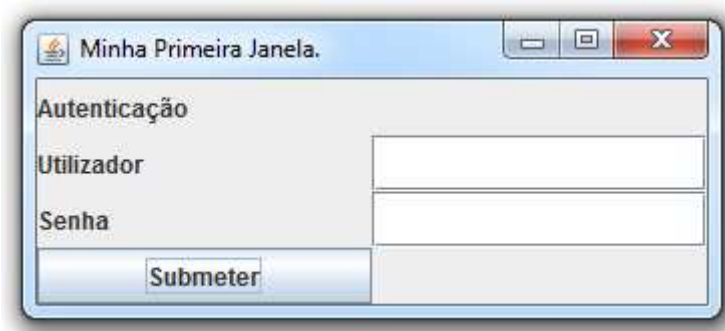 Minha Primeira Janela.
Autenticação
Utilizador
Senha
Submeter